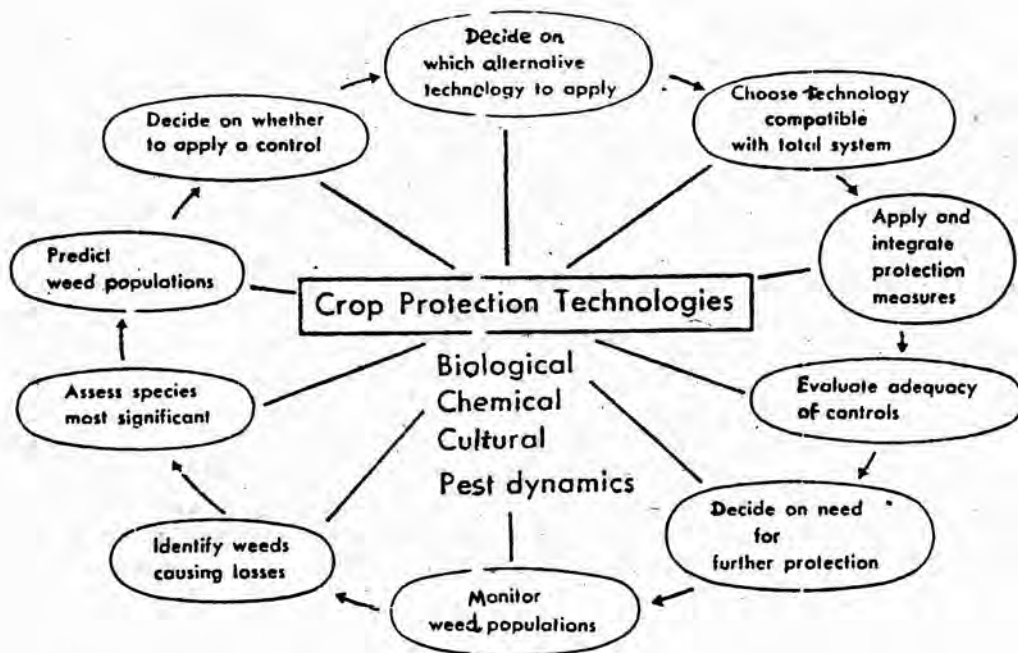 Decide on
which alternative
technology to apply
Choose technology
compatible
with total system
Apply and
integrate
protection
measures
Evaluate adequacy
of controls
Decide on need
for
further protection
Monitor
weed populations
Identify weeds
causing losses
Assess species
most significant
Predict
weed populations
Decide on whether
to apply a control
Crop Protection Technologies
Biological
Chemical
Cultural
Pest dynamics